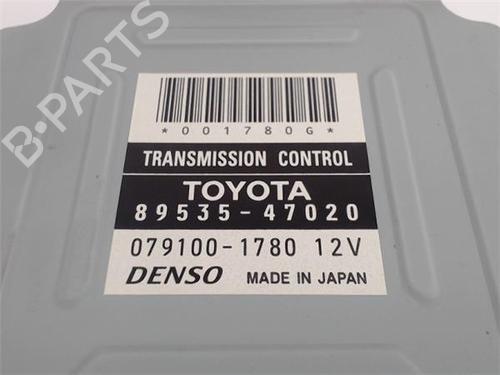 B-PARTS
*001780G*
TRANSMISSION CONTROL
TOYOTA
89535-47020
079100-1780 12V
DENSO MADE IN JAPAN